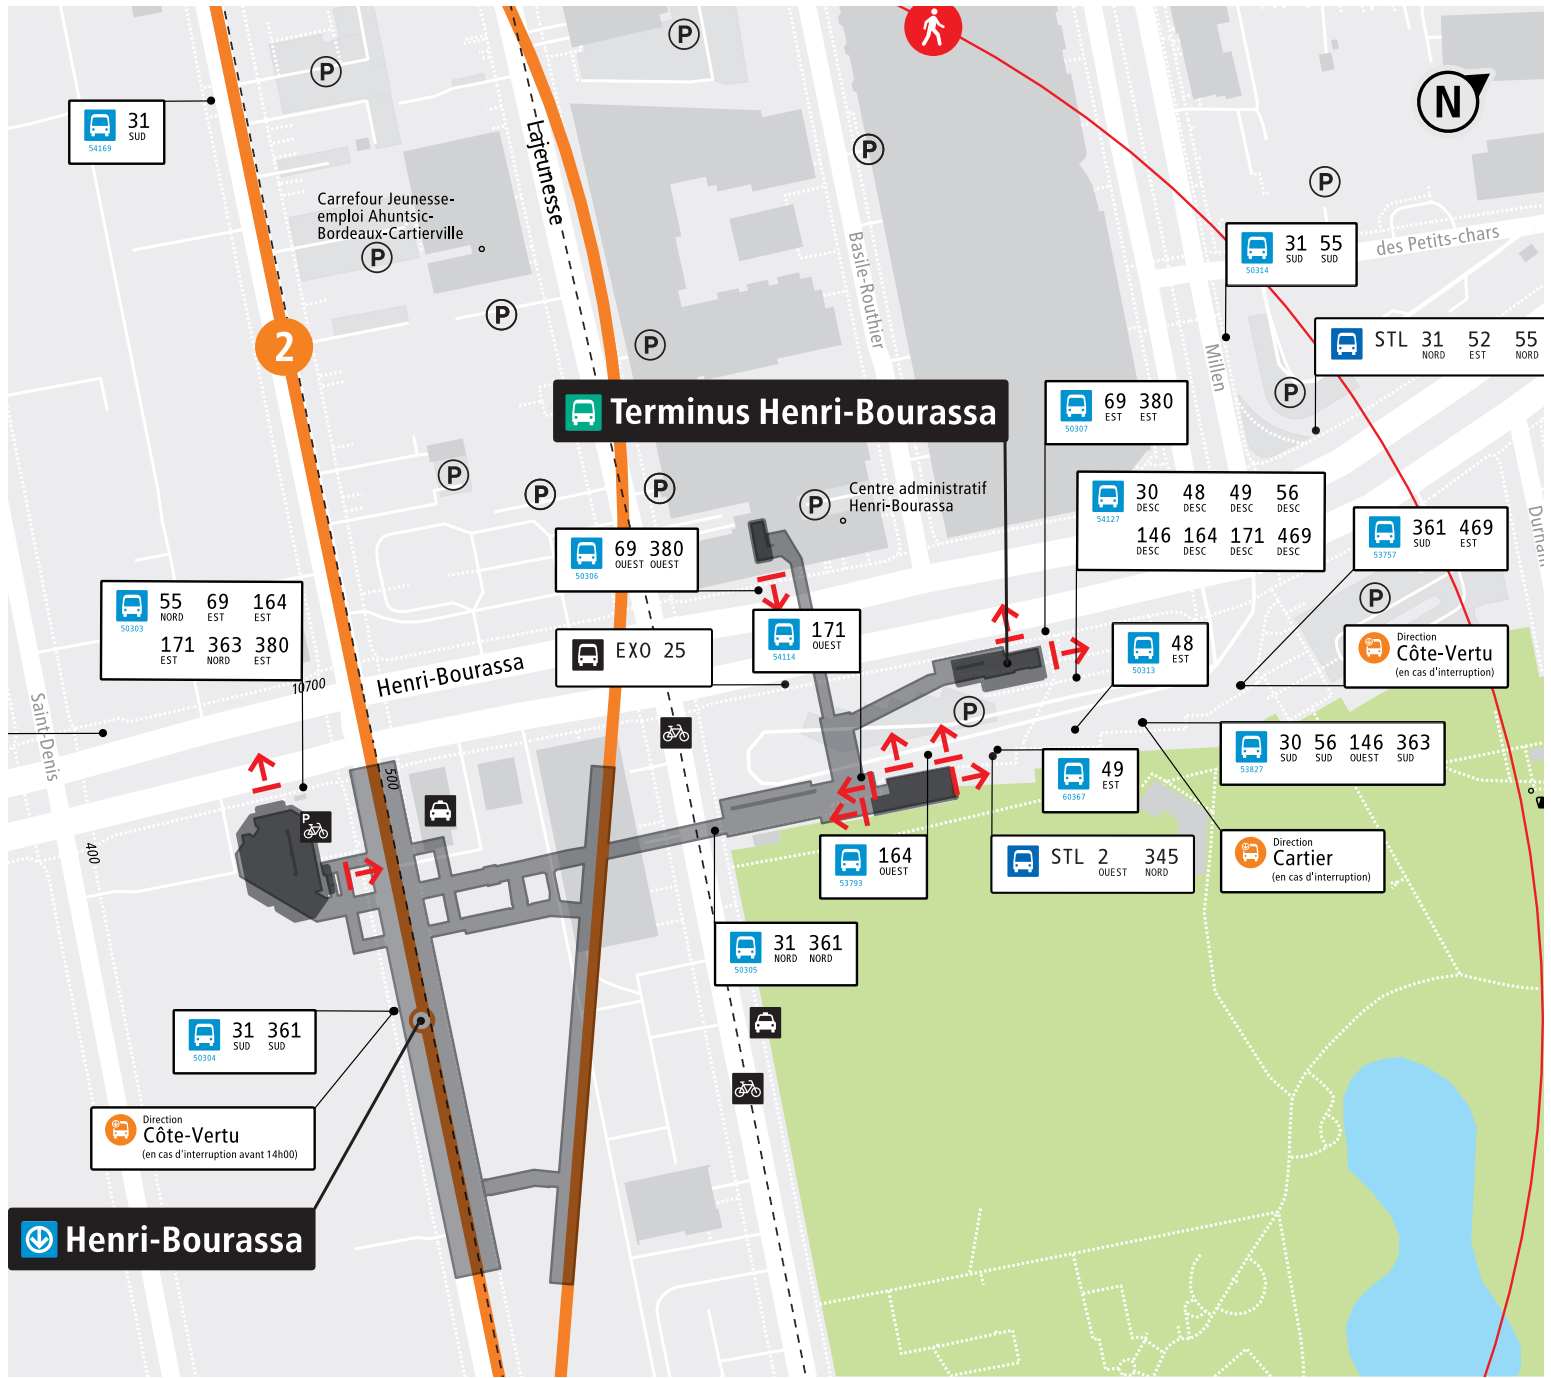 N
P
P
P
31
SUD
54169
Lajeunesse
Carrefour Jeunesse-
emploi Ahuntsic-
Bordeaux-Cartierville
P
P
Basile-Routhier
des Petits-chars
31 55
SUD SUD
50314
P
2
P
Millen
STL 31 52 55
NORD EST NORD
P
Terminus Henri-Bourassa
69 380
EST EST
50307
P
P
P
P
Centre administratif
Henri-Bourassa
30 48 49 56
DESC DESC DESC DESC
54127
146 164 171 469
DESC DESC DESC DESC
361 469
SUD EST
53757
Durham
69 380
OUEST OUEST
50306
55 69 164
NORD EST EST
50303
171 363 380
EST NORD EST
P
171
OUEST
54114
EXO 25
48
EST
50313
Direction
Côte-Vertu
(en cas d'interruption)
Henri-Bourassa
10700
Saint-Denis
P
30 56 146 363
SUD SUD OUEST SUD
53827
5000
49
EST
60367
P
400
164
OUEST
53793
STL 2 345
OUEST NORD
Direction
Cartier
(en cas d'interruption)
31 361
NORD NORD
50305
31 361
SUD SUD
50304
Direction
Côte-Vertu
(en cas d'interruption avant 14h00)
Henri-Bourassa